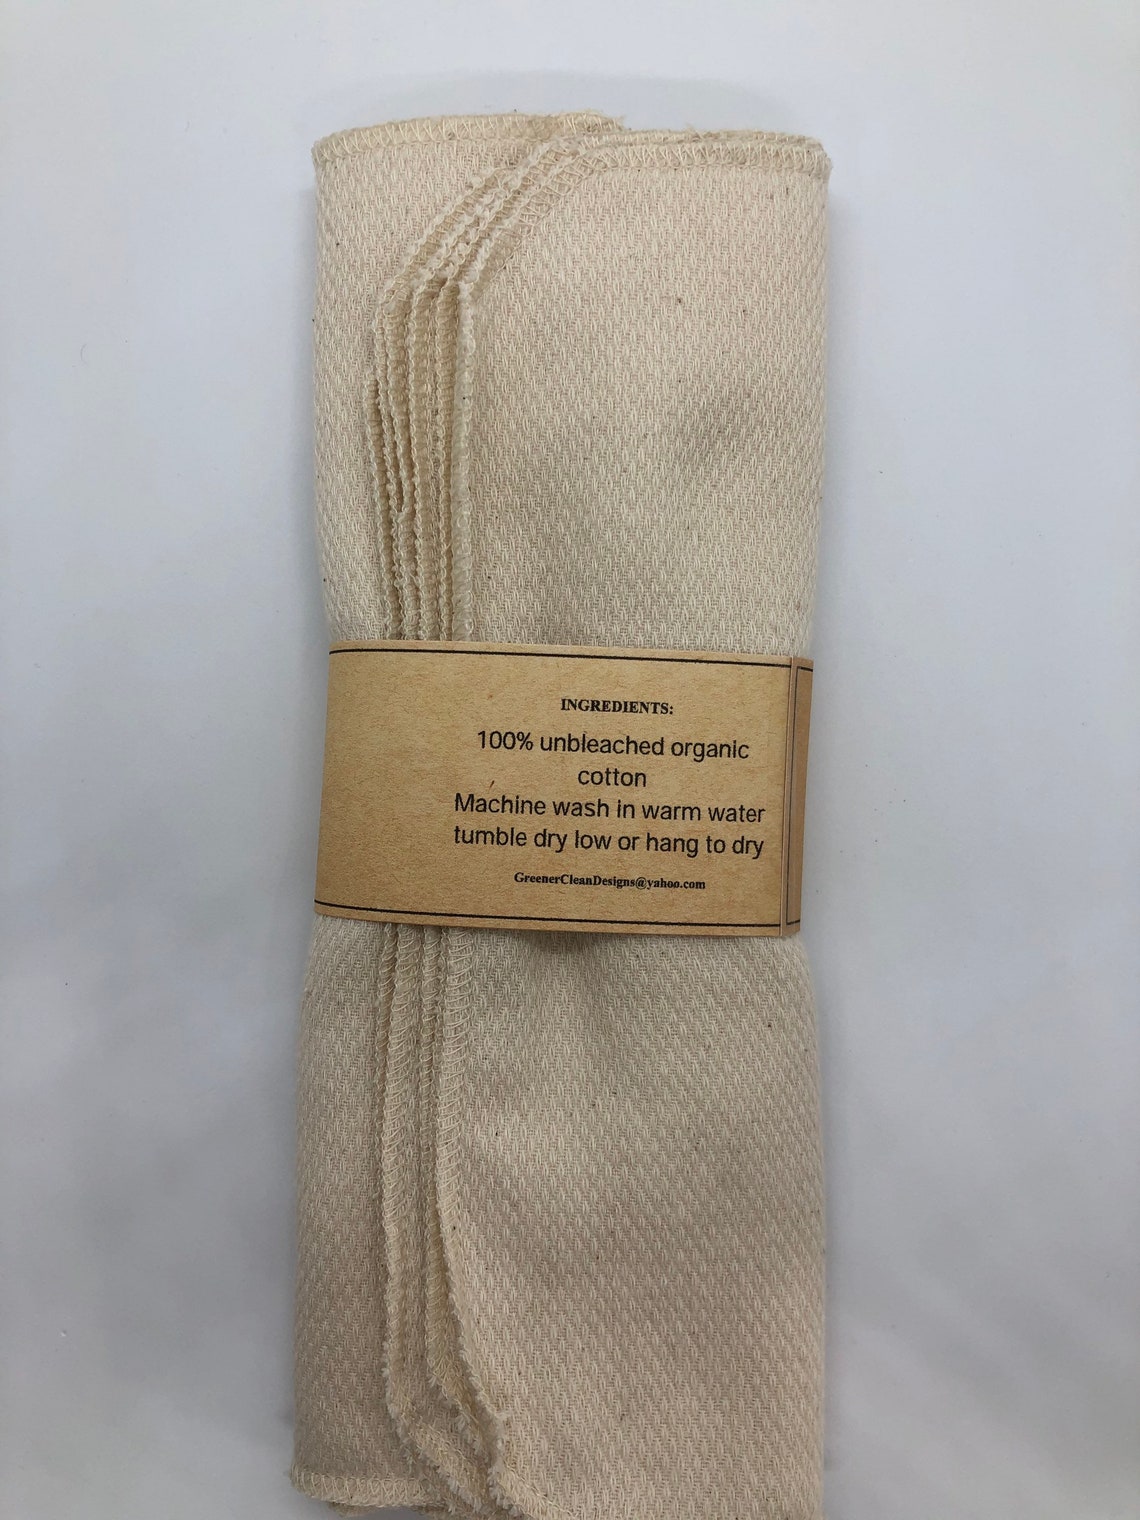 INGREDIENTS:
100% unbleached organic
cotton
Machine wash in warm water
tumble dry low or hang to dry
GreenerCleanDesigns@yahoo.com